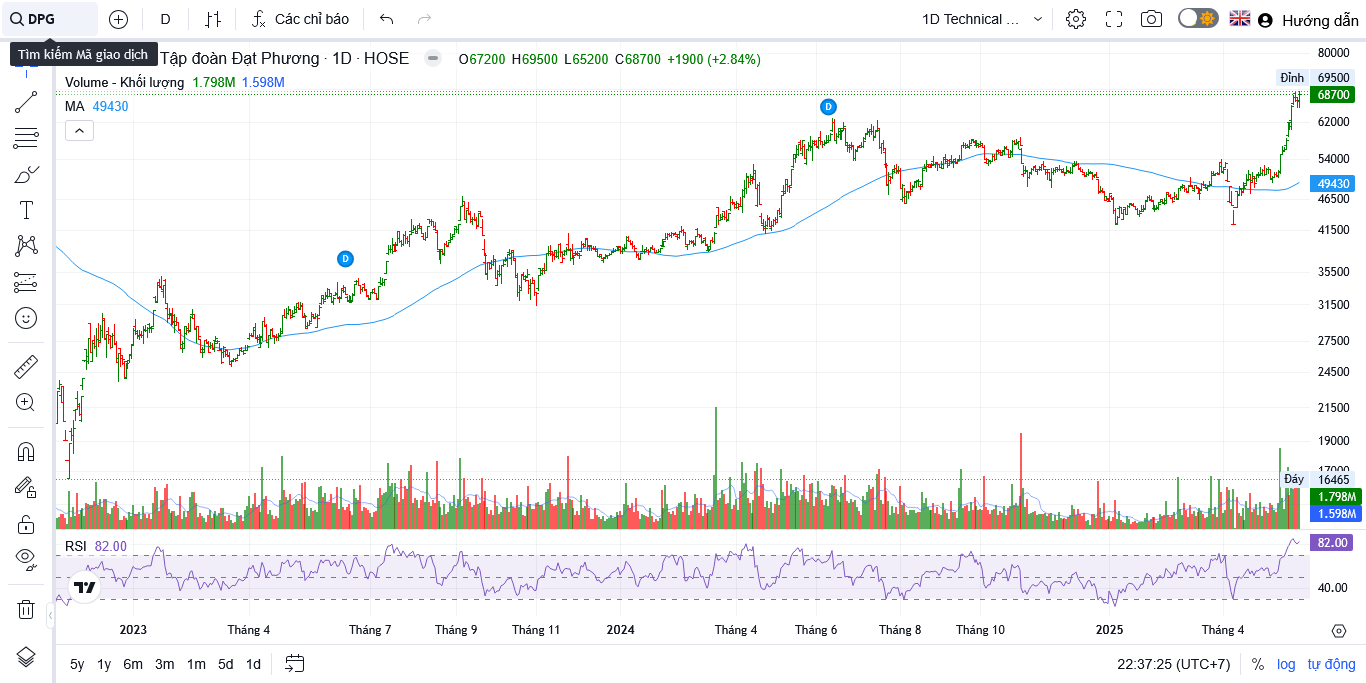 DPG
D
Các chỉ báo
1D Technical ...
Hướng dẫn
Tìm kiếm Mã giao dịch
Tập đoàn Đạt Phương · 1D · HOSE
O67200 H69500 L65200 C68700 +1900 (+2.84%)
Volume - Khối lượng 1.798M 1.598M
MA 49430
D
D
80000
Đỉnh 69500
68700
62000
54000
49430
46500
41500
35500
31500
27500
24500
21500
19000
17000
Đáy 16465
1.798M
1.598M
RSI 82.00
82.00
40.00
2023 Tháng 4 Tháng 7 Tháng 9 Tháng 11 2024 Tháng 4 Tháng 6 Tháng 8 Tháng 10 2025 Tháng 4
5y 1y 6m 3m 1m 5d 1d
22:37:25 (UTC+7) % log tự động